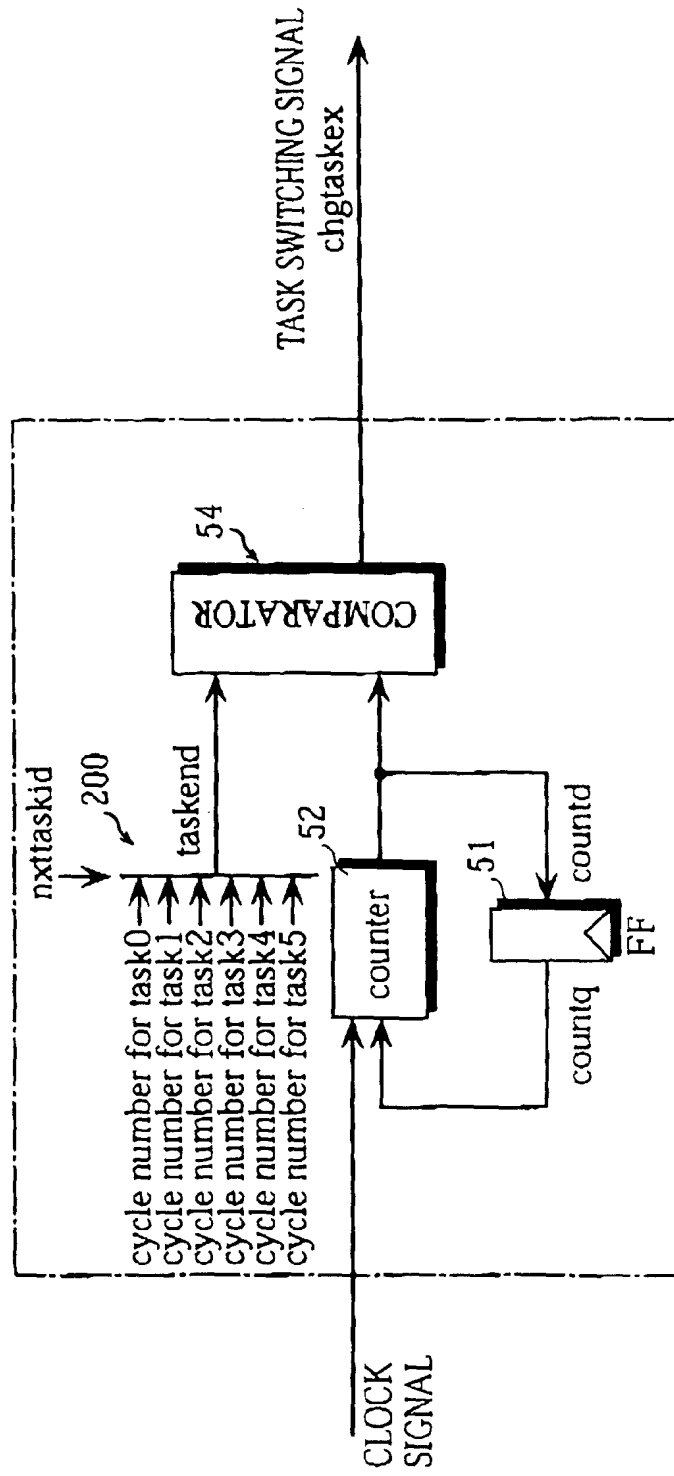 nxttaskid
200
cycle number for task0
cycle number for task1
cycle number for task2
cycle number for task3
cycle number for task4
cycle number for task5
taskend
54
COMPARATOR
TASK SWITCHING SIGNAL
chgtaskex
CLOCK
SIGNAL
52
counter
51
countd
countq
FF